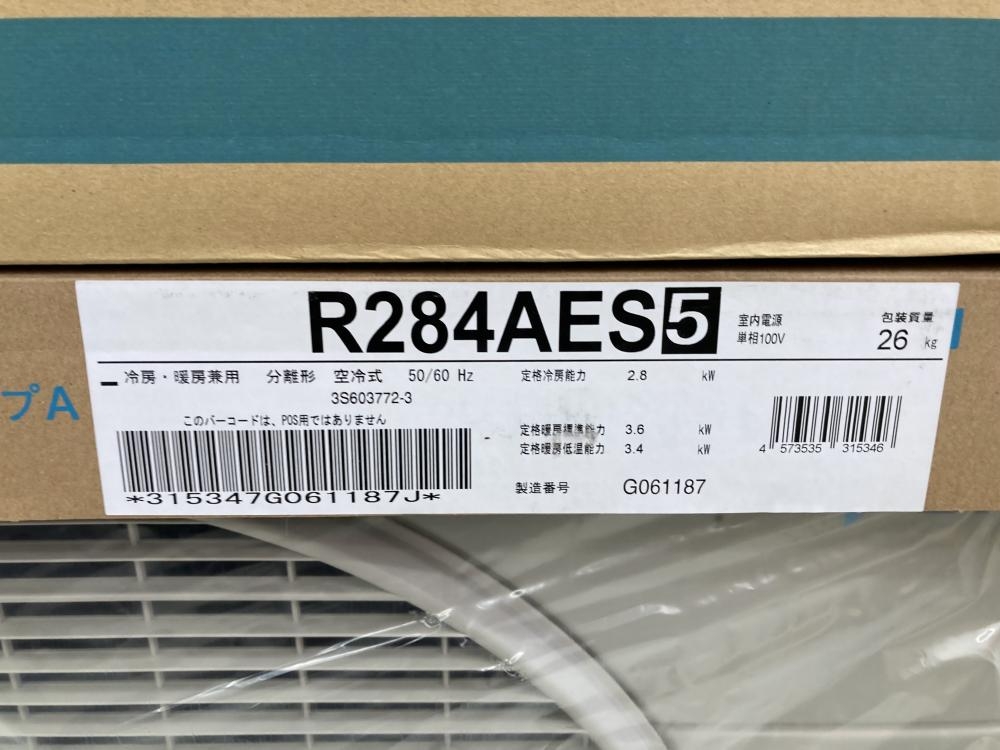 R284AES5
室内電源
単相100V
包装質量
26 kg
プA
冷房・暖房兼用 分離形 空冷式 50/60 Hz
定格冷房能力 2.8 kW
3S603772-3
このバーコードは、POS用ではありません
定格暖房標準能力 3.6 kW
定格暖房低温能力 3.4 kW
4 573535 315346
*315347G061187J*
製造番号 G061187